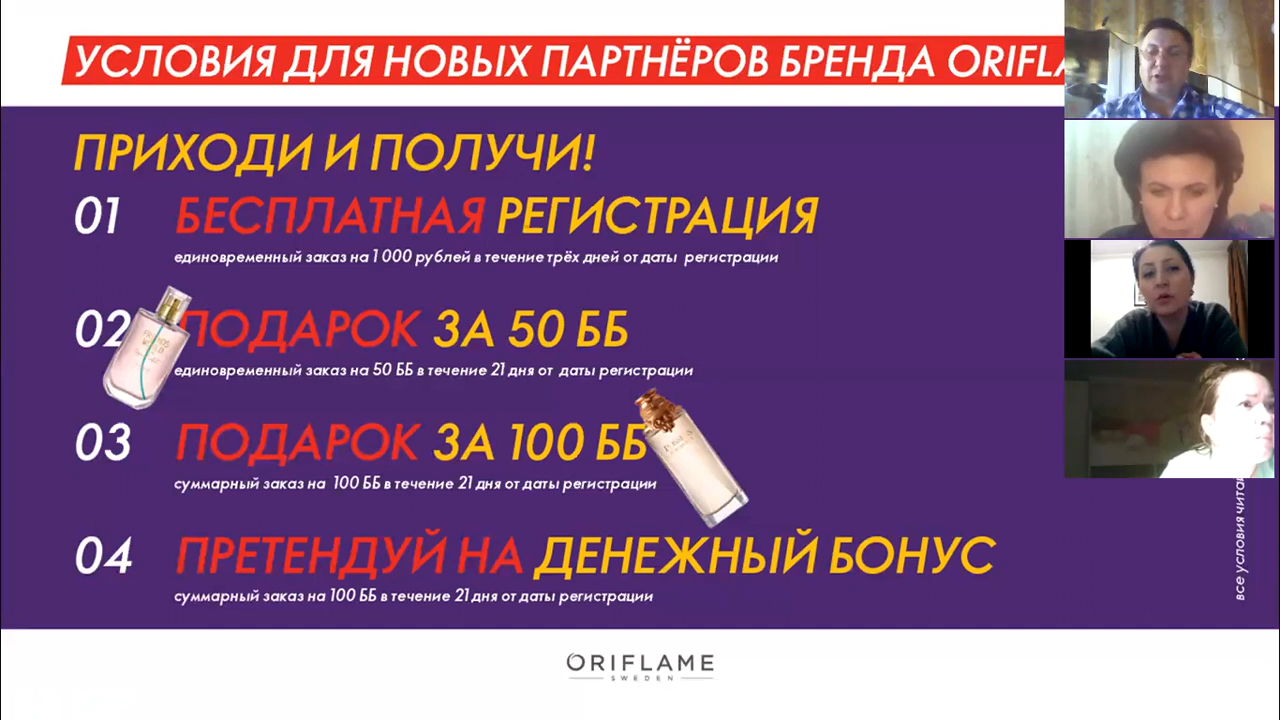 УСЛОВИЯ ДЛЯ НОВЫХ ПАРТНЁРОВ БРЕНДА ORIFLA
ПРИХОДИ И ПОЛУЧИ!
01 БЕСПЛАТНАЯ РЕГИСТРАЦИЯ
единовременный заказ на 1 000 рублей в течение трёх дней от даты регистрации
02 ПОДАРОК ЗА 50 ББ
единовременный заказ на 50 ББ в течение 21 дня от даты регистрации
03 ПОДАРОК ЗА 100 ББ
суммарный заказ на 100 ББ в течение 21 дня от даты регистрации
04 ПРЕТЕНДУЙ НА ДЕНЕЖНЫЙ БОНУС
суммарный заказ на 100 ББ в течение 21 дня от даты регистрации
все условия читай
ORIFLAME
SWEDEN